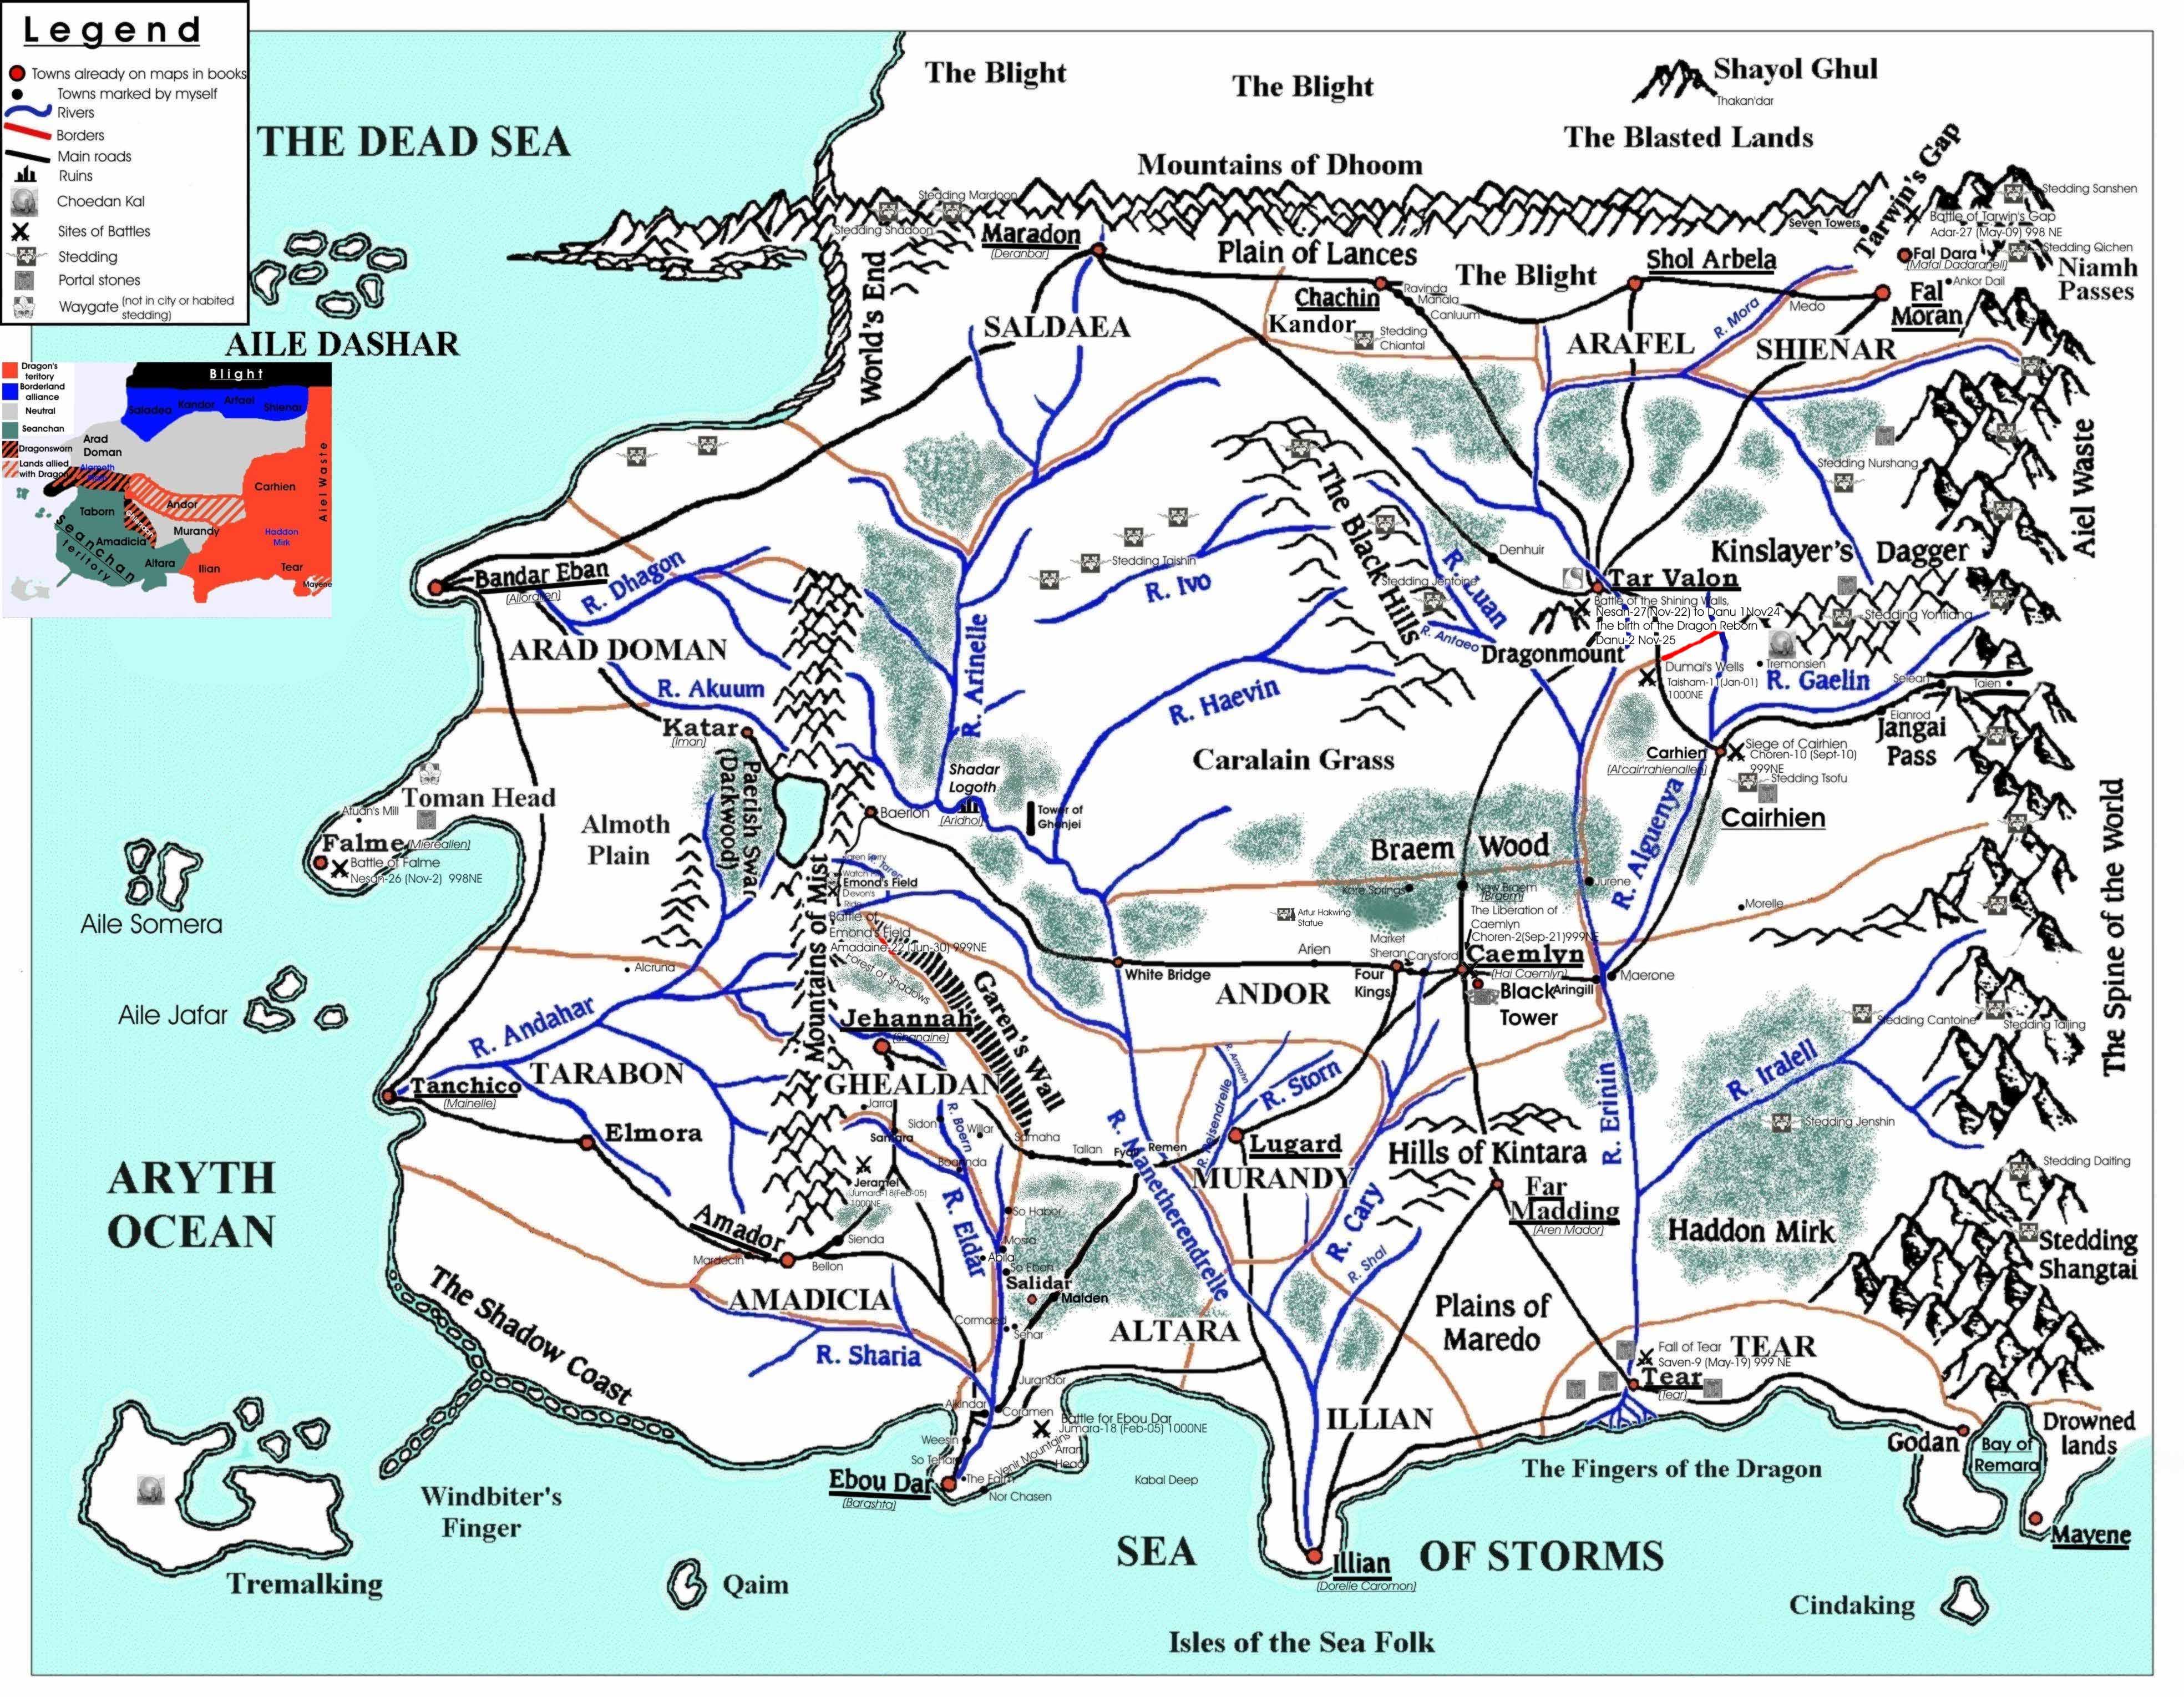 Legend
Towns already on maps in books
Towns marked by myself
Rivers
Borders
Main roads
Ruins
Choedan Kal
Sites of Battles
Stedding
Portal stones
Waygate (not in city or habited
stedding)
The Blight
The Blight
Shayol Ghul
Thakan'dar
The Blasted Lands
THE DEAD SEA
Mountains of Dhoom
Tarwin's Gap
Stedding Sanshen
Stedding Mardoon
Stedding Shadoon
Seven Towers
Battle of Tarwin's Gap
Adar-27 (May-09) 998 NE
Maradon
(Deranbar)
Plain of Lances
The Blight
Shol Arbela
Fal Dara
(Mafal Dadaranell)
Stedding Qichen
Niamh
Passes
Ankor Dail
Fal
Moran
Medo
Chachin
Ravinda
Manala
Canluum
Kandor
Stedding
Chiantal
World's End
SALDAEA
ARAFEL
R. Mora
SHIENAR
AILE DASHAR
Dragon's
teritory
Borderland
alliance
Neutral
Seanchan
Dragonsworn
Lands allied
with Dragon
Blight
Saladea
Kandor
Arfael
Shienar
Arad
Doman
Carhien
Aiel Waste
Andor
Taborn
Murandy
Haddon
Mirk
Amadicia
Altara
Ilian
Tear
Mayene
Seanchan
teritory
Aiel Waste
Stedding Nurshang
The Black Hills
Stedding Taishin
R. Ivo
Denhuir
R. Luan
Stedding Jentoine
R. Antaeo
Kinslayer's Dagger
Tar Valon
Battle of the Shining Walls,
Nesan-27(Nov-22) to Danu 1Nov24
The birth of the Dragon Reborn
Danu-2 Nov-25
Stedding Yontiang
Bandar Eban
R. Dhagon
ARAD DOMAN
R. Akuum
Katar
(Iman)
R. Arinelle
R. Haevin
Dragonmount
Dumai's Wells
Taisham-11(Jan-01)
1000NE
Tremonsien
R. Gaelin
Selean
Taien
Eianrod
Jangai
Pass
Caralain Grass
Carhien
(Al'cair'rahienallen)
Siege of Cairhien
Choren-10 (Sept-10)
999NE
Stedding Tsofu
Cairhien
Toman Head
Atuan's Mill
Falme
(Miereallen)
Battle of Falme
Nesan-26 (Nov-2) 998NE
Almoth
Plain
Paerish Swar
(Darkwood)
Shadar
Logoth
(Aridhol)
Tower of
Ghenjei
Baerlon
Mountains of Mist
Emond's Field
Devon's
Ride
Battle of
Emond's Field
Amadaine-22 (Jun-30) 999NE
Forest of Shadows
Braem Wood
Kore Springs
New Braem
(Braem)
Jurene
R. Alguenya
The Liberation of
Caemlyn
Choren-2(Sep-21)999NE
Artur Hakwing
Statue
Morelle
The Spine of the World
Aile Somera
Aile Jafar
Alcruna
R. Andahar
Garen's Wall
White Bridge
Arien
Market
Sheran
Carysford
Four
Kings
Caemlyn
(Hai Caemlyn)
Black
Tower
Aringill
Maerone
ANDOR
Jehannah
(Shanaine)
Stedding Cantoine
Stedding Taijing
R. Iralell
Tanchico
(Mainelle)
TARABON
Elmora
GHEALDAN
Jarra
Sidon
Samara
R. Boern
Willar
Boannda
Samaha
Tallan
Remen
R. Reisendrelle
R. Storn
R. Erinin
Stedding Jenshin
Lugard
MURANDY
Hills of Kintara
Far
Madding
(Aren Mador)
Stedding Daiting
Haddon Mirk
Stedding
Shangtai
ARYTH
OCEAN
Jeramel
Jumara-18(Feb-05)
1000NE
R. Manetherendrelle
R. Cary
R. Shal
R. Eldar
So Habor
Mosia
Abila
So Eban
Salidar
Malden
Amador
Mardecin
Bellon
Sienda
AMADICIA
Cormaed
Sehar
ALTARA
Plains of
Maredo
R. Sharia
The Shadow Coast
TEAR
Fall of Tear
Saven-9 (May-19) 999 NE
Tear
(Tear)
Jurandor
Alkindar
Coramen
Battle for Ebou Dar
Jumara-18 (Feb-05) 1000NE
Weesin
Venir Mountains
Arran
Head
ILLIAN
Drowned
lands
Godan
Bay of
Remara
Ebou Dar
(Barashta)
Nor Chasen
Kabal Deep
The Fingers of the Dragon
Windbiter's
Finger
SEA OF STORMS
Mayene
Illian
(Dorelle Caromon)
Tremalking
Qaim
Cindaking
Isles of the Sea Folk